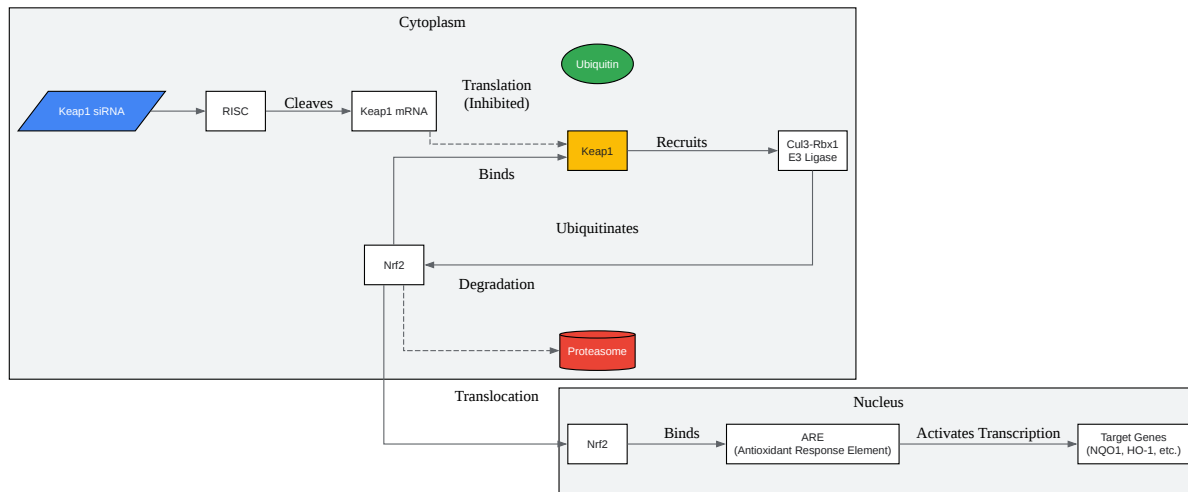 Cytoplasm
Ubiquitin
Translation
(Inhibited)
Keap1 siRNA
RISC
Cleaves
Keap1 mRNA
Keap1
Recruits
Cul3-Rbx1
E3 Ligase
Binds
Ubiquitinates
Nrf2
Degradation
Proteasome
Translocation
Nucleus
Nrf2
Binds
ARE
(Antioxidant Response Element)
Activates Transcription
Target Genes
(NQO1, HO-1, etc.)